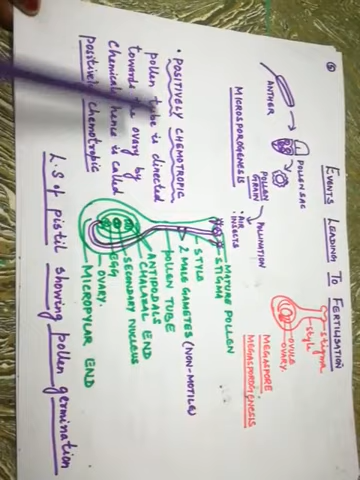 ⑤ EVENTS LEADING TO FERTILISATION
ANTHER
POLLEN SAC
POLLEN
GRAIN
POLLINATION
• AIR
• INSECTS
MICROSPOROGENESIS
Stigma
Style
OVULE
OVARY.
MEGASPORE
MEGASPOROGENESIS
• POSITIVELY CHEMOTROPIC
pollen tube is directed
towards the ovary by
chemicals hence is called
positively chemotropic
MATURE POLLEN
STIGMA
STYLE
2 MALE GAMETES (NON-MOTILE)
POLLEN TUBE
CHALAZAL END
ANTIPODALS
SECONDARY NUCLEUS
EGG
OVARY.
MICROPYLAR END
L.S of pistil showing pollen germination